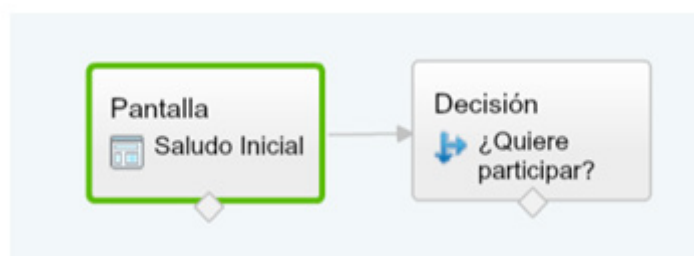 Pantalla
Saludo Inicial
Decisión
¿Quiere
participar?